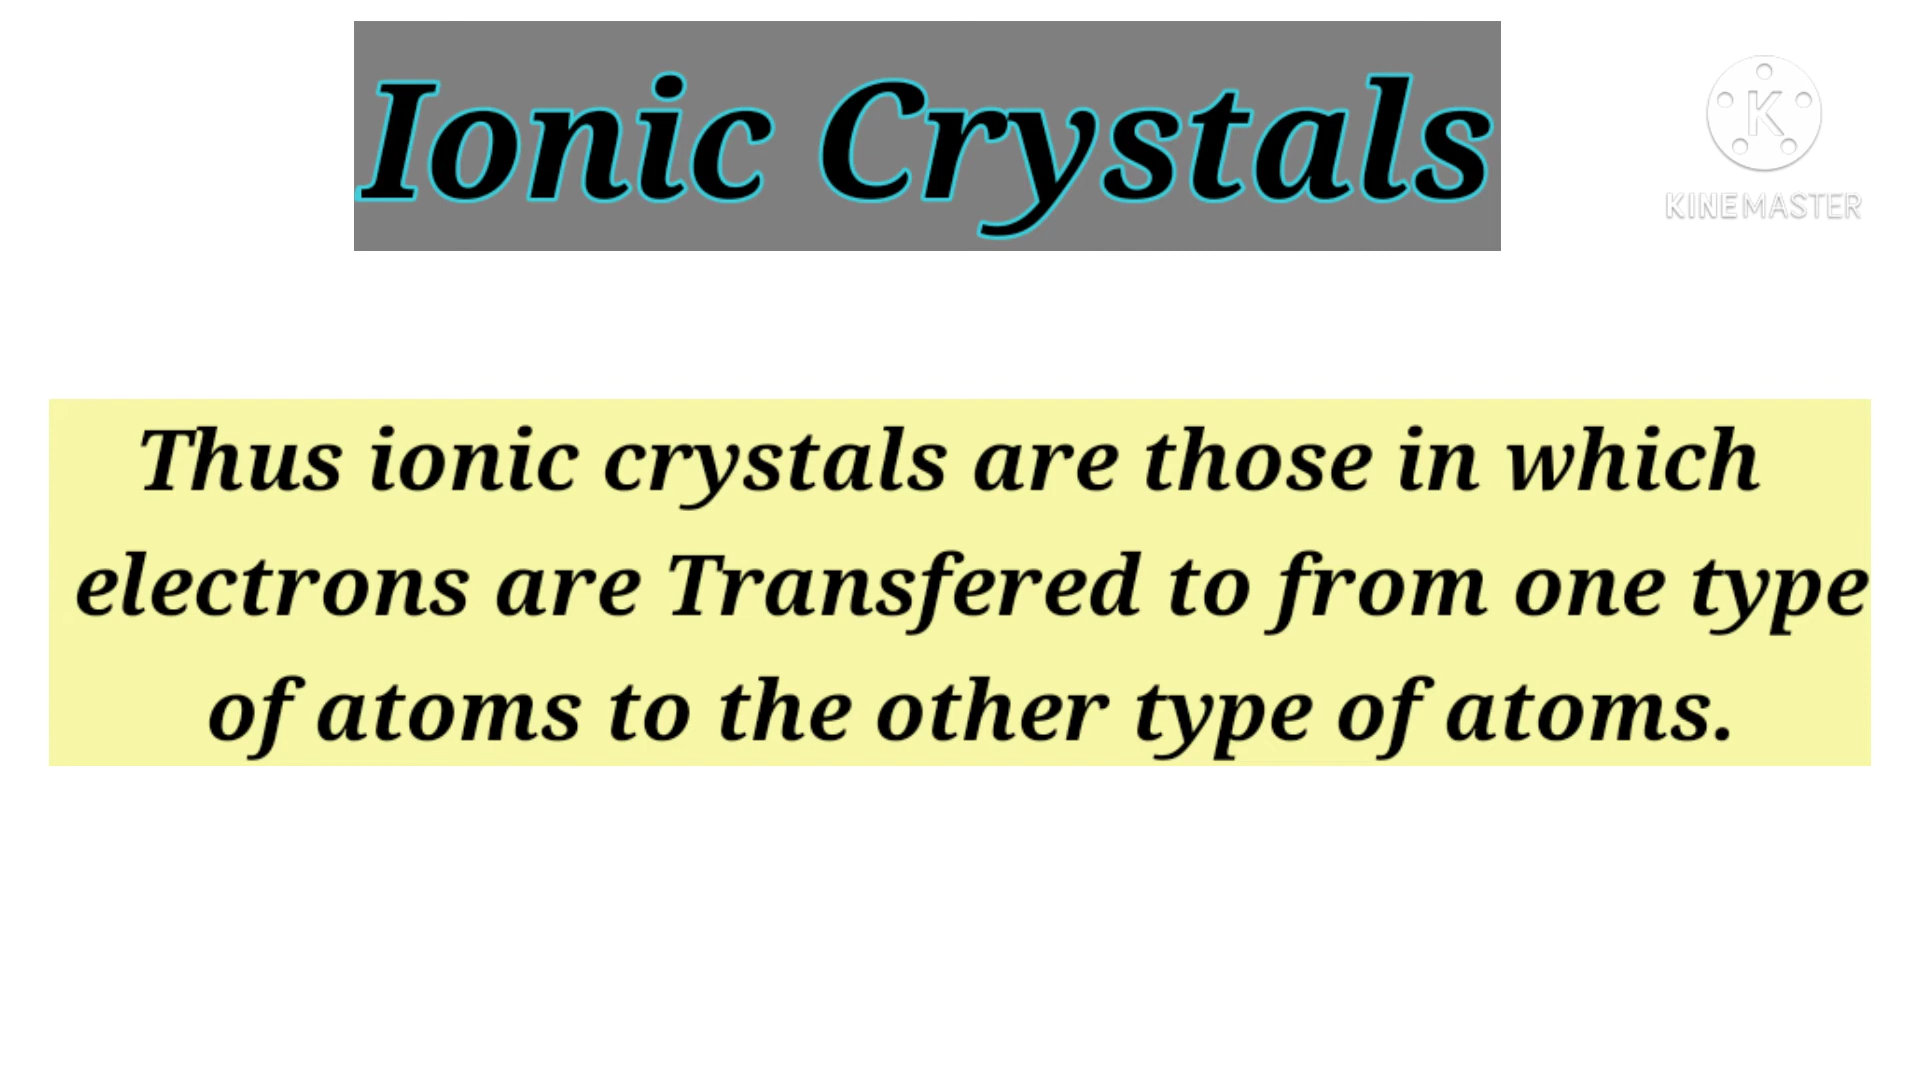 Ionic Crystals
K
KINEMASTER
Thus ionic crystals are those in which
electrons are Transfered to from one type
of atoms to the other type of atoms.